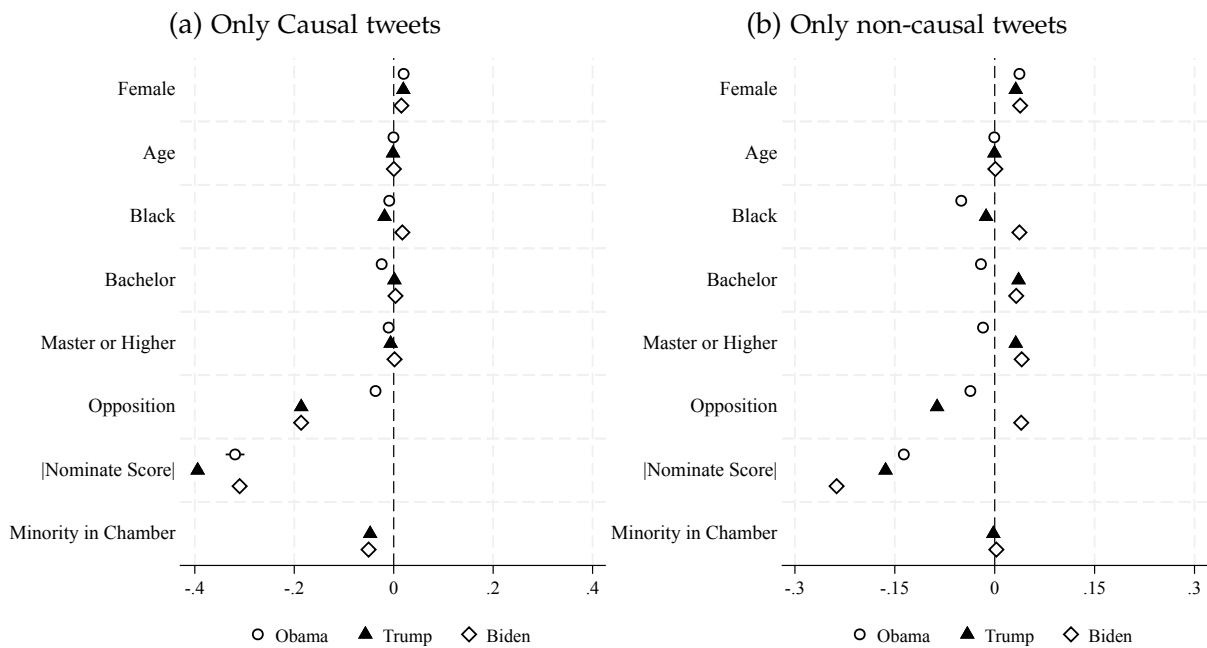 (a) Only Causal tweets
Female
Age
Black
Bachelor
Master or Higher
Opposition
|Nominate Score|
Minority in Chamber
-.4 -.2 0 .2 .4
Obama Trump Biden
(b) Only non-causal tweets
Female
Age
Black
Bachelor
Master or Higher
Opposition
|Nominate Score|
Minority in Chamber
-.3 -.15 0 .15 .3
Obama Trump Biden